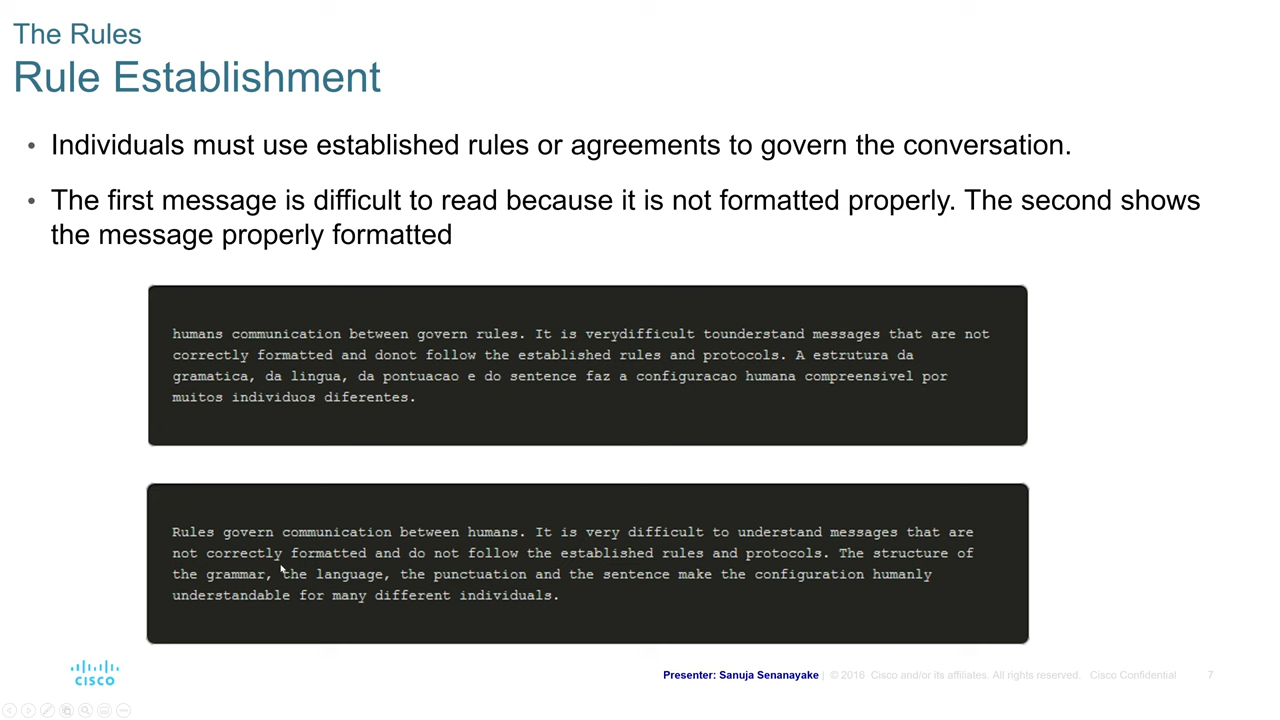 The Rules
Rule Establishment
• Individuals must use established rules or agreements to govern the conversation.
• The first message is difficult to read because it is not formatted properly. The second shows
the message properly formatted
humans communication between govern rules. It is verydifficult tounderstand messages that are not
correctly formatted and donot follow the established rules and protocols. A estrutura da
gramatica, da lingua, da pontuacao e do sentence faz a configuracao humana compreensivel por
muitos individuos diferentes.
Rules govern communication between humans. It is very difficult to understand messages that are
not correctly formatted and do not follow the established rules and protocols. The structure of
the grammar, the language, the punctuation and the sentence make the configuration humanly
understandable for many different individuals.
CISCO
Presenter: Sanuja Senanayake | © 2016 Cisco and/or its affiliates. All rights reserved. Cisco Confidential 7